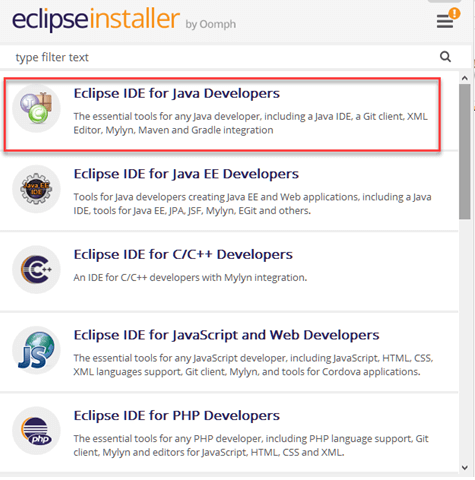 eclipseinstaller by Oomph
!
type filter text
Eclipse IDE for Java Developers
The essential tools for any Java developer, including a Java IDE, a Git client, XML
Editor, Mylyn, Maven and Gradle integration
Java EE
IDE
Eclipse IDE for Java EE Developers
Tools for Java developers creating Java EE and Web applications, including a Java
IDE, tools for Java EE, JPA, JSF, Mylyn, EGit and others.
C++
Eclipse IDE for C/C++ Developers
An IDE for C/C++ developers with Mylyn integration.
JS
Eclipse IDE for JavaScript and Web Developers
The essential tools for any JavaScript developer, including JavaScript, HTML, CSS,
XML languages support, Git client, Mylyn, and tools for Cordova applications.
php
Eclipse IDE for PHP Developers
The essential tools for any PHP developer, including PHP language support, Git
client, Mylyn and editors for JavaScript, HTML, CSS and XML.